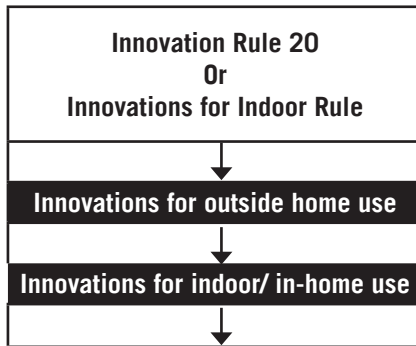 Innovation Rule 20
Or
Innovations for Indoor Rule
Innovations for outside home use
Innovations for indoor/ in-home use